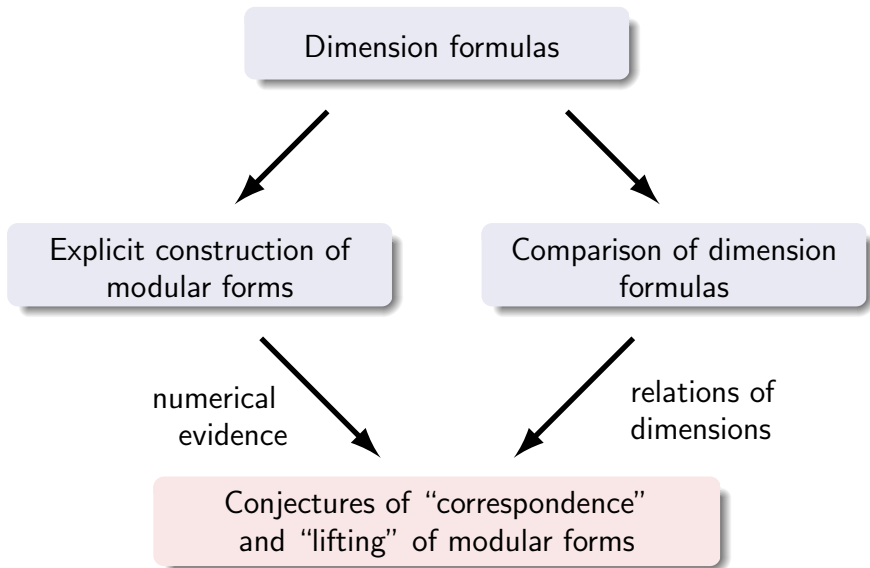 Dimension formulas
Explicit construction of
modular forms
Comparison of dimension
formulas
numerical
evidence
relations of
dimensions
Conjectures of “correspondence”
and “lifting” of modular forms